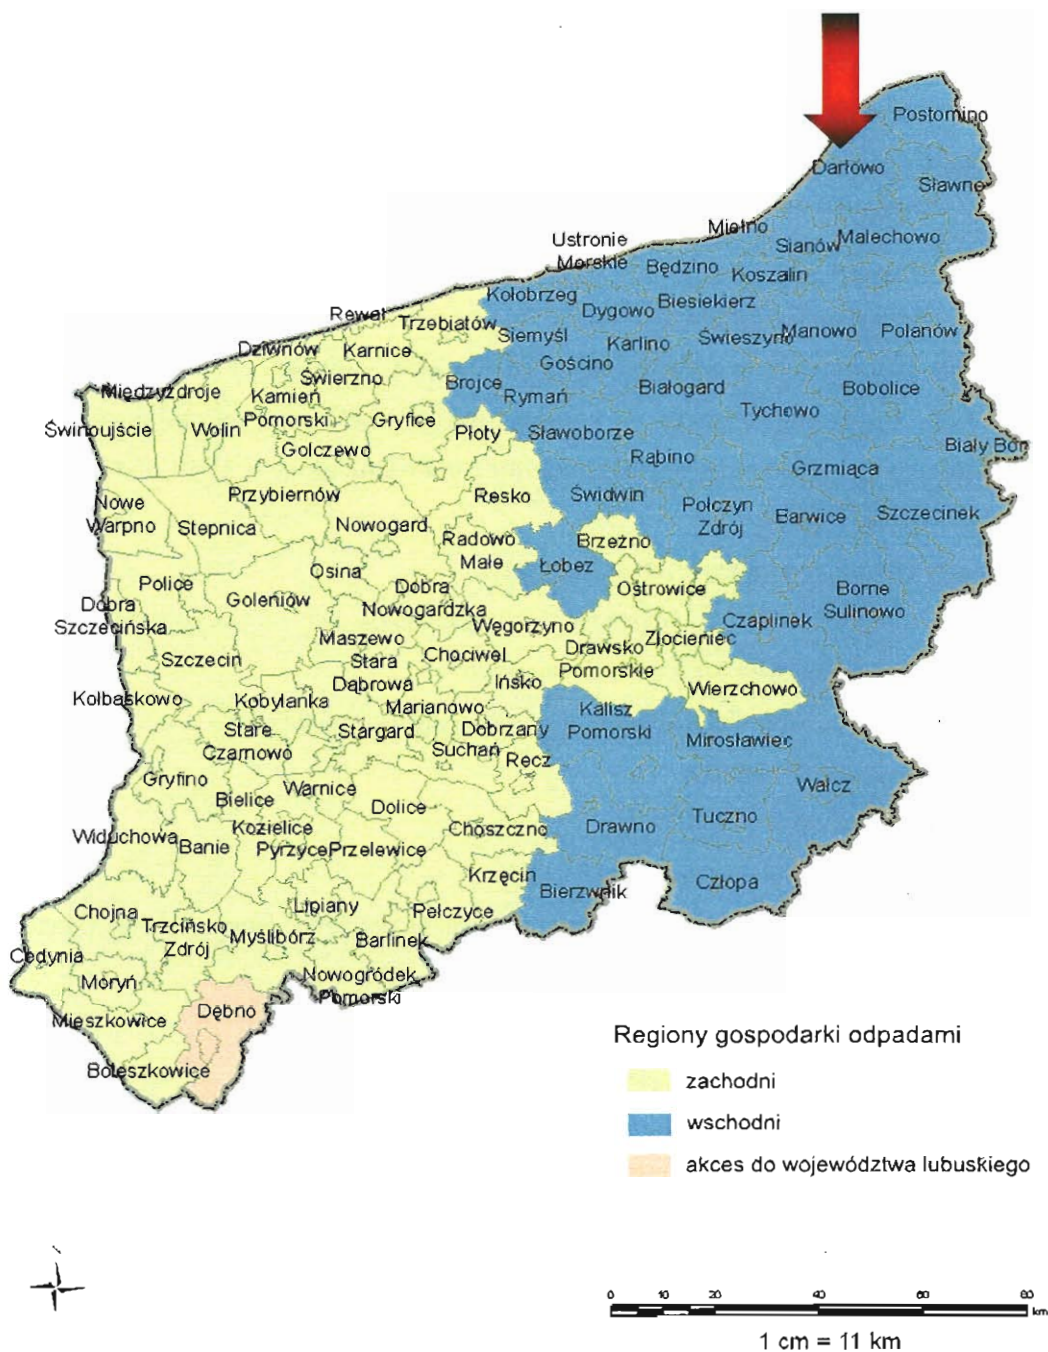 Postomino
Darłowo
Sławno
Mielno
Sianów
Malechowo
Ustronie
Morskie
Będzino
Koszalin
Kołobrzeg
Dygowo
Biesiekierz
Rewal
Trzebiatów
Siemyśl
Karlino
Świeszyno
Manowo
Polanów
Dziwnów
Karnice
Gościno
Międzyzdroje
Świerzno
Brojce
Rymań
Białogard
Bobolice
Kamień
Pomorski
Tychowo
Świnoujście
Wolin
Gryfice
Płoty
Sławoborze
Biały Bór
Golczewo
Rąbino
Grzmiąca
Nowe
Warpno
Przybiernów
Resko
Świdwin
Połczyn
Zdrój
Barwice
Szczecinek
Stepnica
Nowogard
Radowo
Małe
Brzeżno
Łobez
Police
Osina
Dobra
Nowogardzka
Ostrowice
Borne
Sulinowo
Dobra
Szczecińska
Goleniów
Węgorzyno
Czaplinek
Maszewo
Chociwel
Drawsko
Pomorskie
Złocieniec
Szczecin
Stara
Dąbrowa
Ińsko
Wierzchowo
Kołbaskowo
Kobylanka
Marianowo
Kalisz
Pomorski
Stare
Czarnowo
Stargard
Dobrzany
Suchań
Recz
Mirosławiec
Gryfino
Bielice
Warnice
Dolice
Wałcz
Widuchowa
Banie
Kozielice
Pyrzyce
Przelewice
Choszczno
Drawno
Tuczno
Krzęcin
Bierzwnik
Człopa
Chojna
Trzcińsko
Zdrój
Lipiany
Pełczyce
Myślibórz
Barlinek
Cedynia
Moryń
Nowogródek
Pomorski
Mieszkowice
Dębno
Boleszkowice
Regiony gospodarki odpadami
zachodni
wschodni
akces do województwa lubuskiego
0 10 20 40 60 80
km
1 cm = 11 km